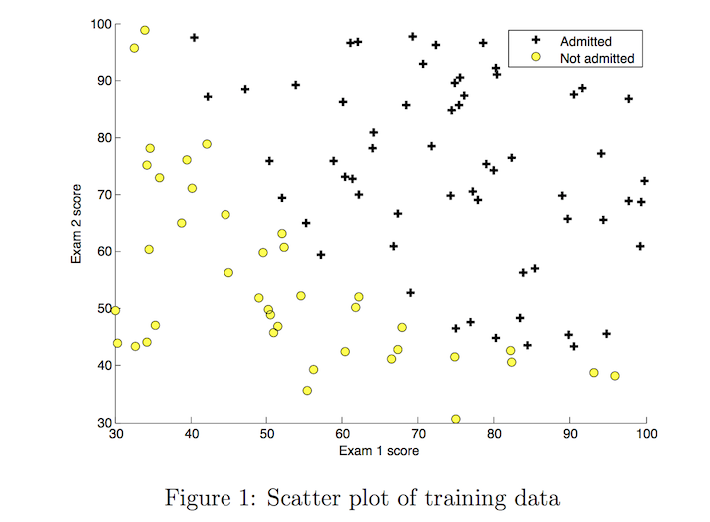 100
90
80
70
60
50
40
30
30 40 50 60 70 80 90 100
Exam 2 score
Exam 1 score
Admitted
Not admitted
Figure 1: Scatter plot of training data